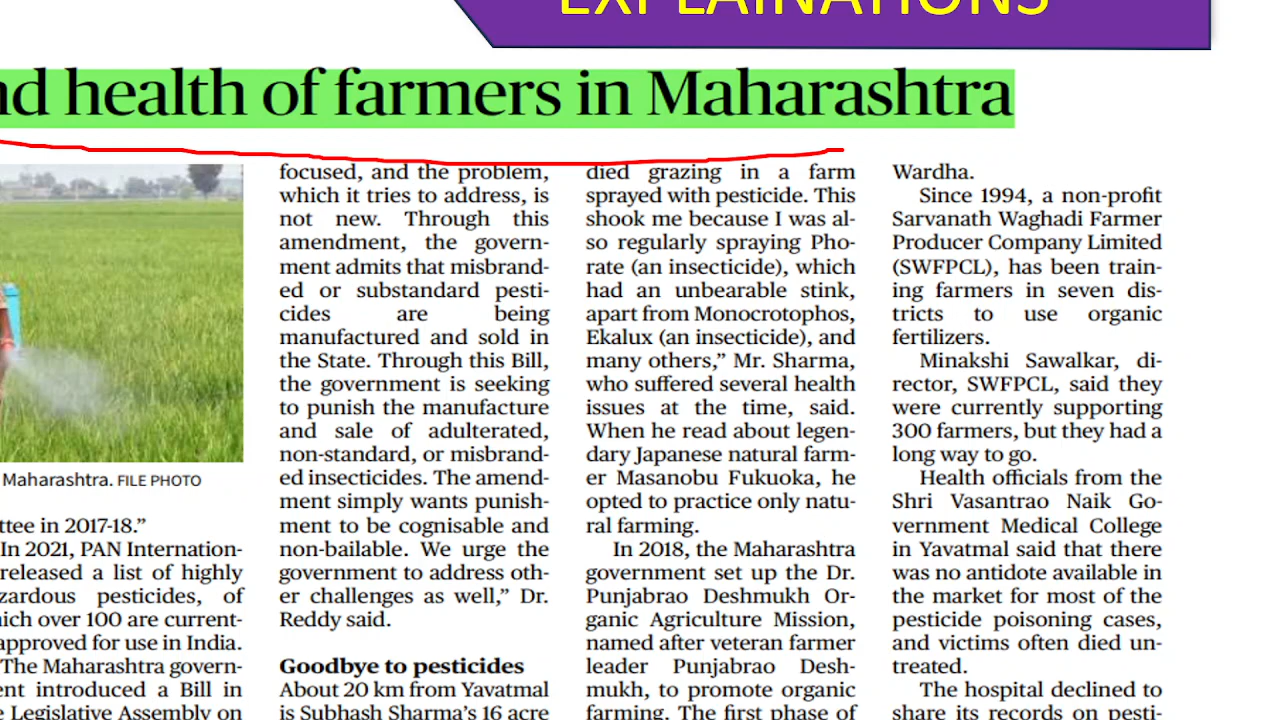 EXPLAINATIONS
nd health of farmers in Maharashtra
Maharashtra. FILE PHOTO
ttee in 2017-18.”
In 2021, PAN Internation-
released a list of highly
zardous pesticides, of
ich over 100 are current-
approved for use in India.
The Maharashtra govern-
ent introduced a Bill in
e Legislative Assembly on
focused, and the problem,
which it tries to address, is
not new. Through this
amendment, the govern-
ment admits that misbrand-
ed or substandard pesti-
cides are being
manufactured and sold in
the State. Through this Bill,
the government is seeking
to punish the manufacture
and sale of adulterated,
non-standard, or misbrand-
ed insecticides. The amend-
ment simply wants punish-
ment to be cognisable and
non-bailable. We urge the
government to address oth-
er challenges as well,” Dr.
Reddy said.
Goodbye to pesticides
About 20 km from Yavatmal
is Subhash Sharma’s 16 acre
died grazing in a farm
sprayed with pesticide. This
shook me because I was al-
so regularly spraying Pho-
rate (an insecticide), which
had an unbearable stink,
apart from Monocrotophos,
Ekalux (an insecticide), and
many others,” Mr. Sharma,
who suffered several health
issues at the time, said.
When he read about legen-
dary Japanese natural farm-
er Masanobu Fukuoka, he
opted to practice only natu-
ral farming.
In 2018, the Maharashtra
government set up the Dr.
Punjabrao Deshmukh Or-
ganic Agriculture Mission,
named after veteran farmer
leader Punjabrao Desh-
mukh, to promote organic
farming. The first phase of
Wardha.
Since 1994, a non-profit
Sarvanath Waghadi Farmer
Producer Company Limited
(SWFPCL), has been train-
ing farmers in seven dis-
tricts to use organic
fertilizers.
Minakshi Sawalkar, di-
rector, SWFPCL, said they
were currently supporting
300 farmers, but they had a
long way to go.
Health officials from the
Shri Vasantrao Naik Go-
vernment Medical College
in Yavatmal said that there
was no antidote available in
the market for most of the
pesticide poisoning cases,
and victims often died un-
treated.
The hospital declined to
share its records on pesti-